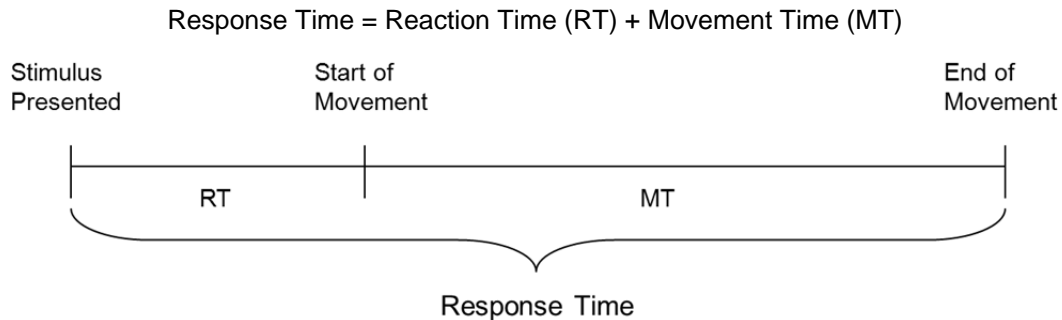 Response Time = Reaction Time (RT) + Movement Time (MT)
Stimulus
Presented
Start of
Movement
End of
Movement
RT
MT
Response Time